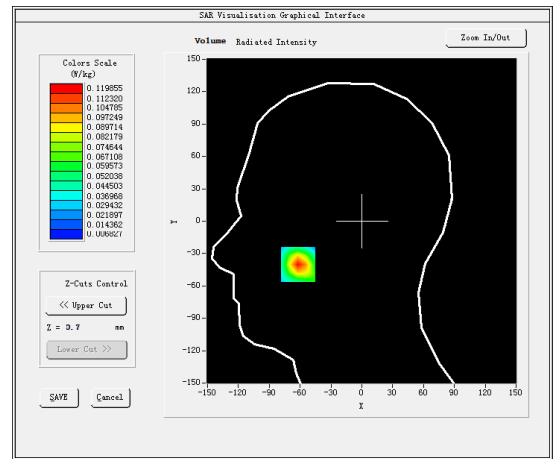 SAR Visualisation Graphical Interface
Volume Radiated Intensity
Zoom In/Out
Colors Scale
(W/kg)
0.119855
0.112320
0.104785
0.097249
0.089714
0.082179
0.074644
0.067108
0.059573
0.052038
0.044503
0.036968
0.029432
0.021897
0.014362
0.006827
Z-Cuts Control
<< Upper Cut
Z = 0.7 mm
Lower Cut >>
SAVE
Cancel
150
120
90
60
30
0
-30
-60
-90
-120
-150
Y
-150 -120 -90 -60 -30 0 30 60 90 120 150
X